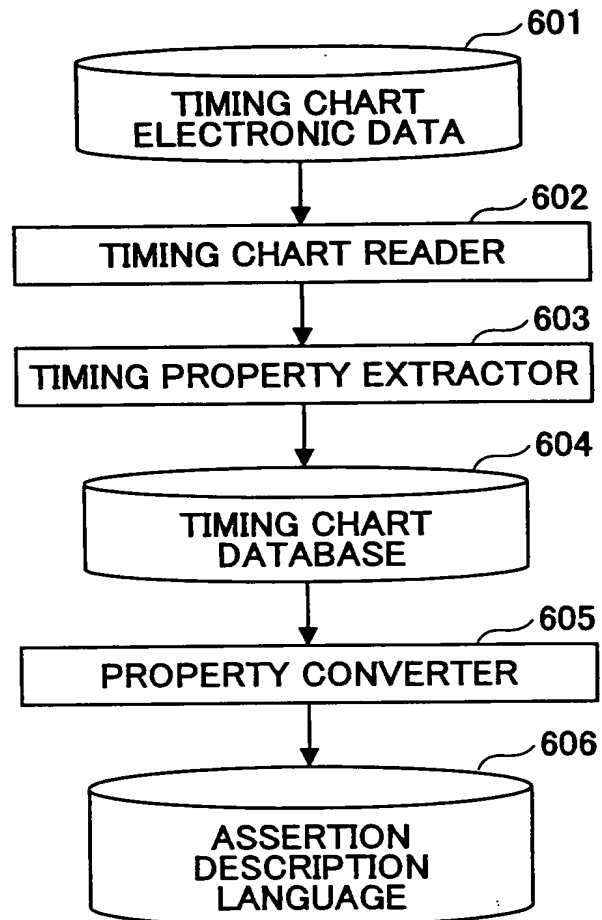 601
TIMING CHART
ELECTRONIC DATA
602
TIMING CHART READER
603
TIMING PROPERTY EXTRACTOR
604
TIMING CHART
DATABASE
605
PROPERTY CONVERTER
606
ASSERTION
DESCRIPTION
LANGUAGE